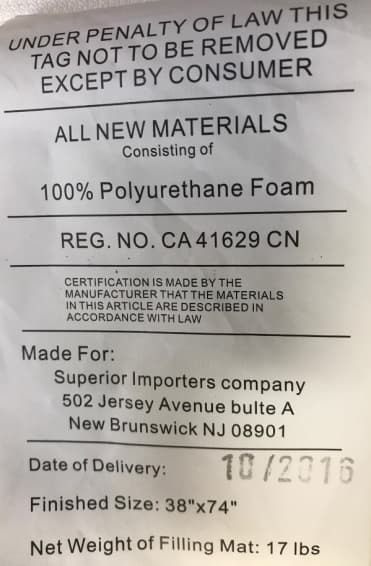 UNDER PENALTY OF LAW THIS
TAG NOT TO BE REMOVED
EXCEPT BY CONSUMER
ALL NEW MATERIALS
Consisting of
100% Polyurethane Foam
REG. NO. CA 41629 CN
CERTIFICATION IS MADE BY THE
MANUFACTURER THAT THE MATERIALS
IN THIS ARTICLE ARE DESCRIBED IN
ACCORDANCE WITH LAW
Made For:
Superior Importers company
502 Jersey Avenue bulte A
New Brunswick NJ 08901
Date of Delivery: 10/2016
Finished Size: 38"x74"
Net Weight of Filling Mat: 17 lbs